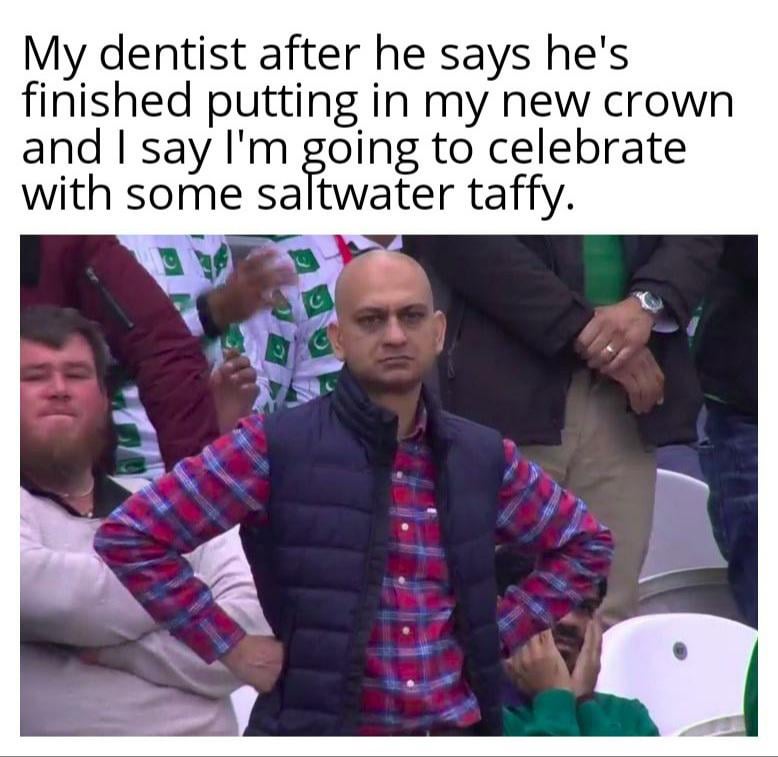 My dentist after he says he's
finished putting in my new crown
and I say I'm going to celebrate
with some saltwater taffy.